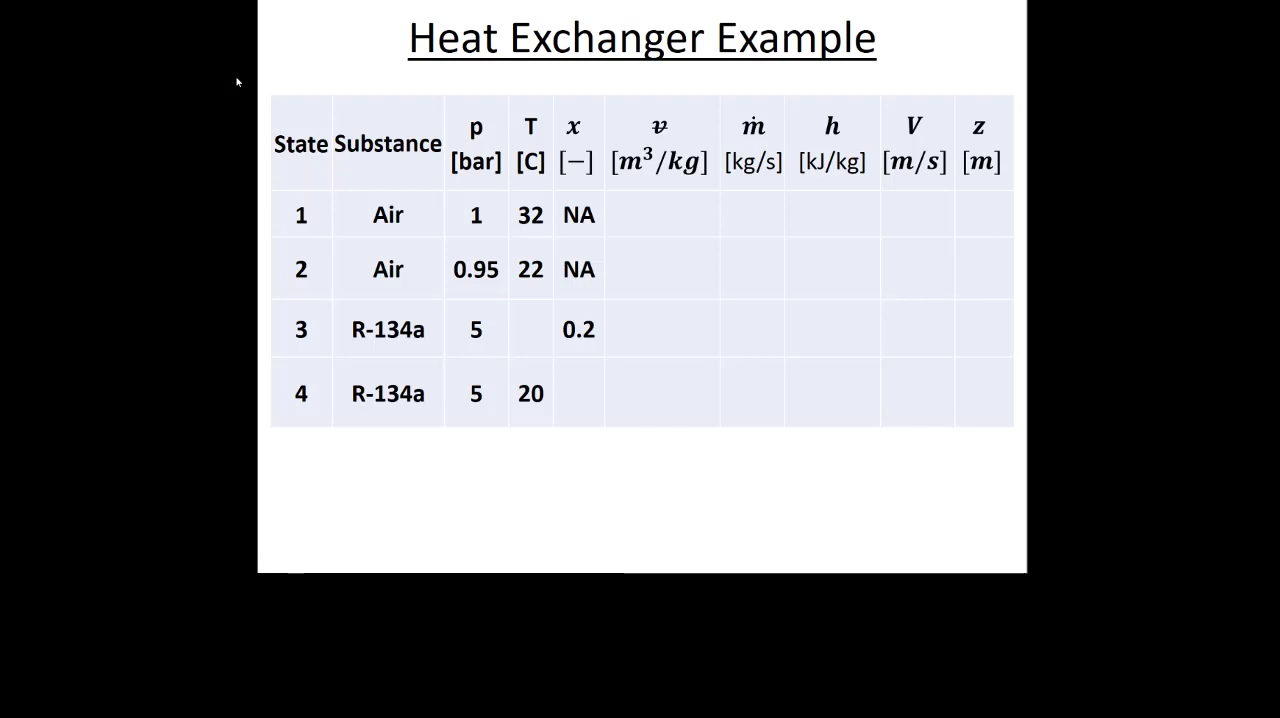 Heat Exchanger Example
State Substance p [bar] T [C] x [−] v [m³/kg] ṁ [kg/s] h [kJ/kg] V [m/s] z [m]
1 Air 1 32 NA
2 Air 0.95 22 NA
3 R-134a 5 0.2
4 R-134a 5 20